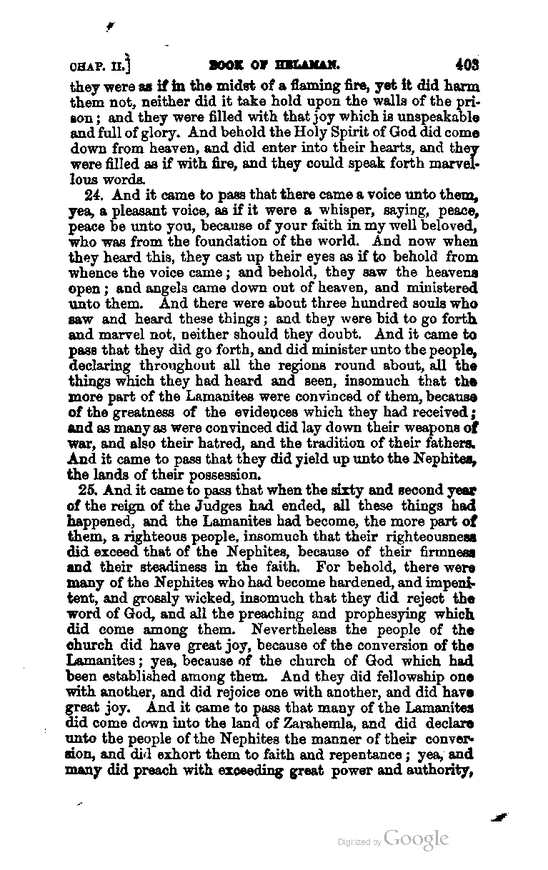 CHAP. II.] BOOK OF HELAMAN. 403
they were as if in the midst of a flaming fire, yet it did harm
them not, neither did it take hold upon the walls of the pri-
son; and they were filled with that joy which is unspeakable
and full of glory. And behold the Holy Spirit of God did come
down from heaven, and did enter into their hearts, and they
were filled as if with fire, and they could speak forth marvel-
lous words.
24. And it came to pass that there came a voice unto them,
yea, a pleasant voice, as if it were a whisper, saying, peace,
peace be unto you, because of your faith in my well beloved,
who was from the foundation of the world. And now when
they heard this, they cast up their eyes as if to behold from
whence the voice came; and behold, they saw the heavens
open; and angels came down out of heaven, and ministered
unto them. And there were about three hundred souls who
saw and heard these things; and they were bid to go forth
and marvel not, neither should they doubt. And it came to
pass that they did go forth, and did minister unto the people,
declaring throughout all the regions round about, all the
things which they had heard and seen, insomuch that the
more part of the Lamanites were convinced of them, because
of the greatness of the evidences which they had received;
and as many as were convinced did lay down their weapons of
war, and also their hatred, and the tradition of their fathers.
And it came to pass that they did yield up unto the Nephites,
the lands of their possession.
25. And it came to pass that when the sixty and second year
of the reign of the Judges had ended, all these things had
happened, and the Lamanites had become, the more part of
them, a righteous people, insomuch that their righteousness
did exceed that of the Nephites, because of their firmness
and their steadiness in the faith. For behold, there were
many of the Nephites who had become hardened, and impeni-
tent, and grossly wicked, insomuch that they did reject the
word of God, and all the preaching and prophesying which
did come among them. Nevertheless the people of the
church did have great joy, because of the conversion of the
Lamanites; yea, because of the church of God which had
been established among them. And they did fellowship one
with another, and did rejoice one with another, and did have
great joy. And it came to pass that many of the Lamanites
did come down into the land of Zarahemla, and did declare
unto the people of the Nephites the manner of their conver-
sion, and did exhort them to faith and repentance; yea, and
many did preach with exceeding great power and authority,
Digitized by Google